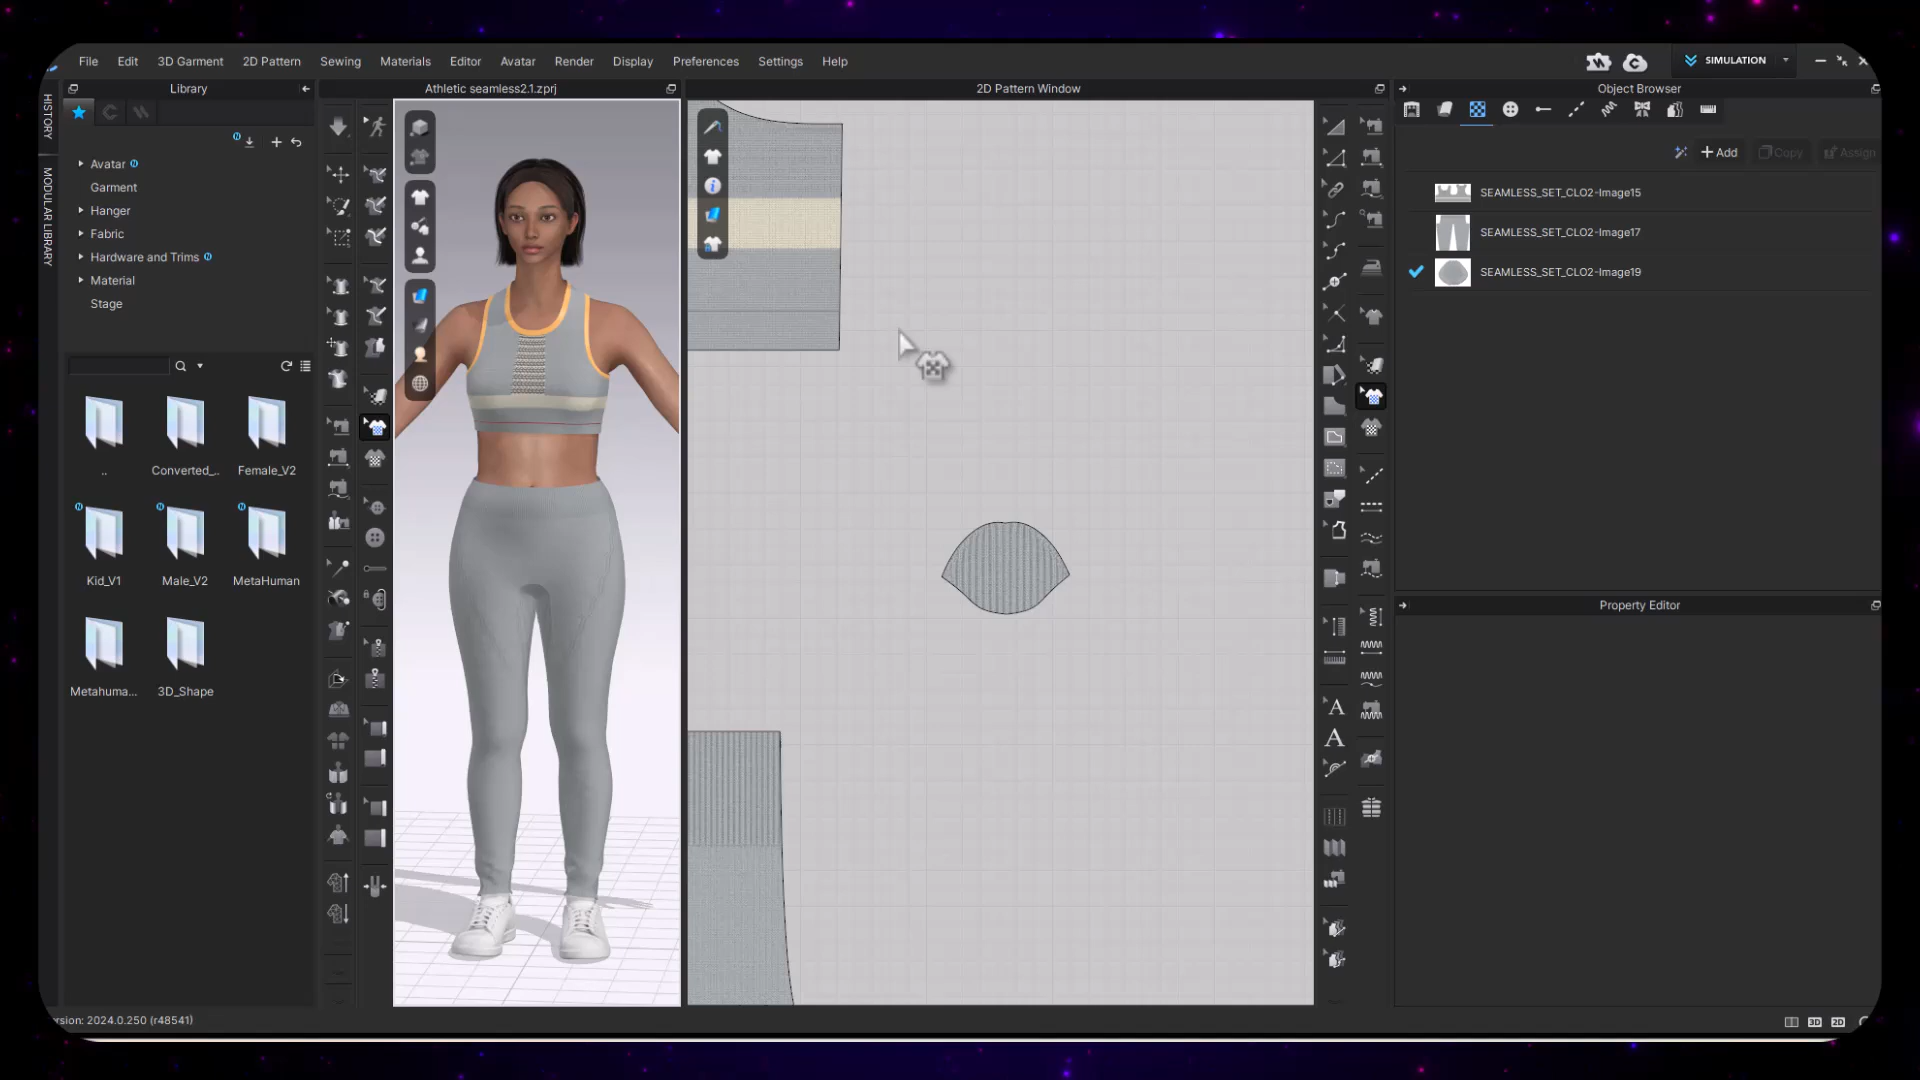 File Edit 3D Garment 2D Pattern Sewing Materials Editor Avatar Render Display Preferences Settings Help
SIMULATION
Library
Athletic seamless2.1.zprj
2D Pattern Window
Object Browser
HISTORY
MODULAR LIBRARY
Avatar
Garment
Hanger
Fabric
Hardware and Trims
Material
Stage
+ Add
Copy
Assign
SEAMLESS_SET_CLO2-Image15
SEAMLESS_SET_CLO2-Image17
SEAMLESS_SET_CLO2-Image19
..
Converted_...
Female_V2
Kid_V1
Male_V2
MetaHuman
Metahuma...
3D_Shape
Property Editor
A
A
rsion: 2024.0.250 (r48541)
3D
2D